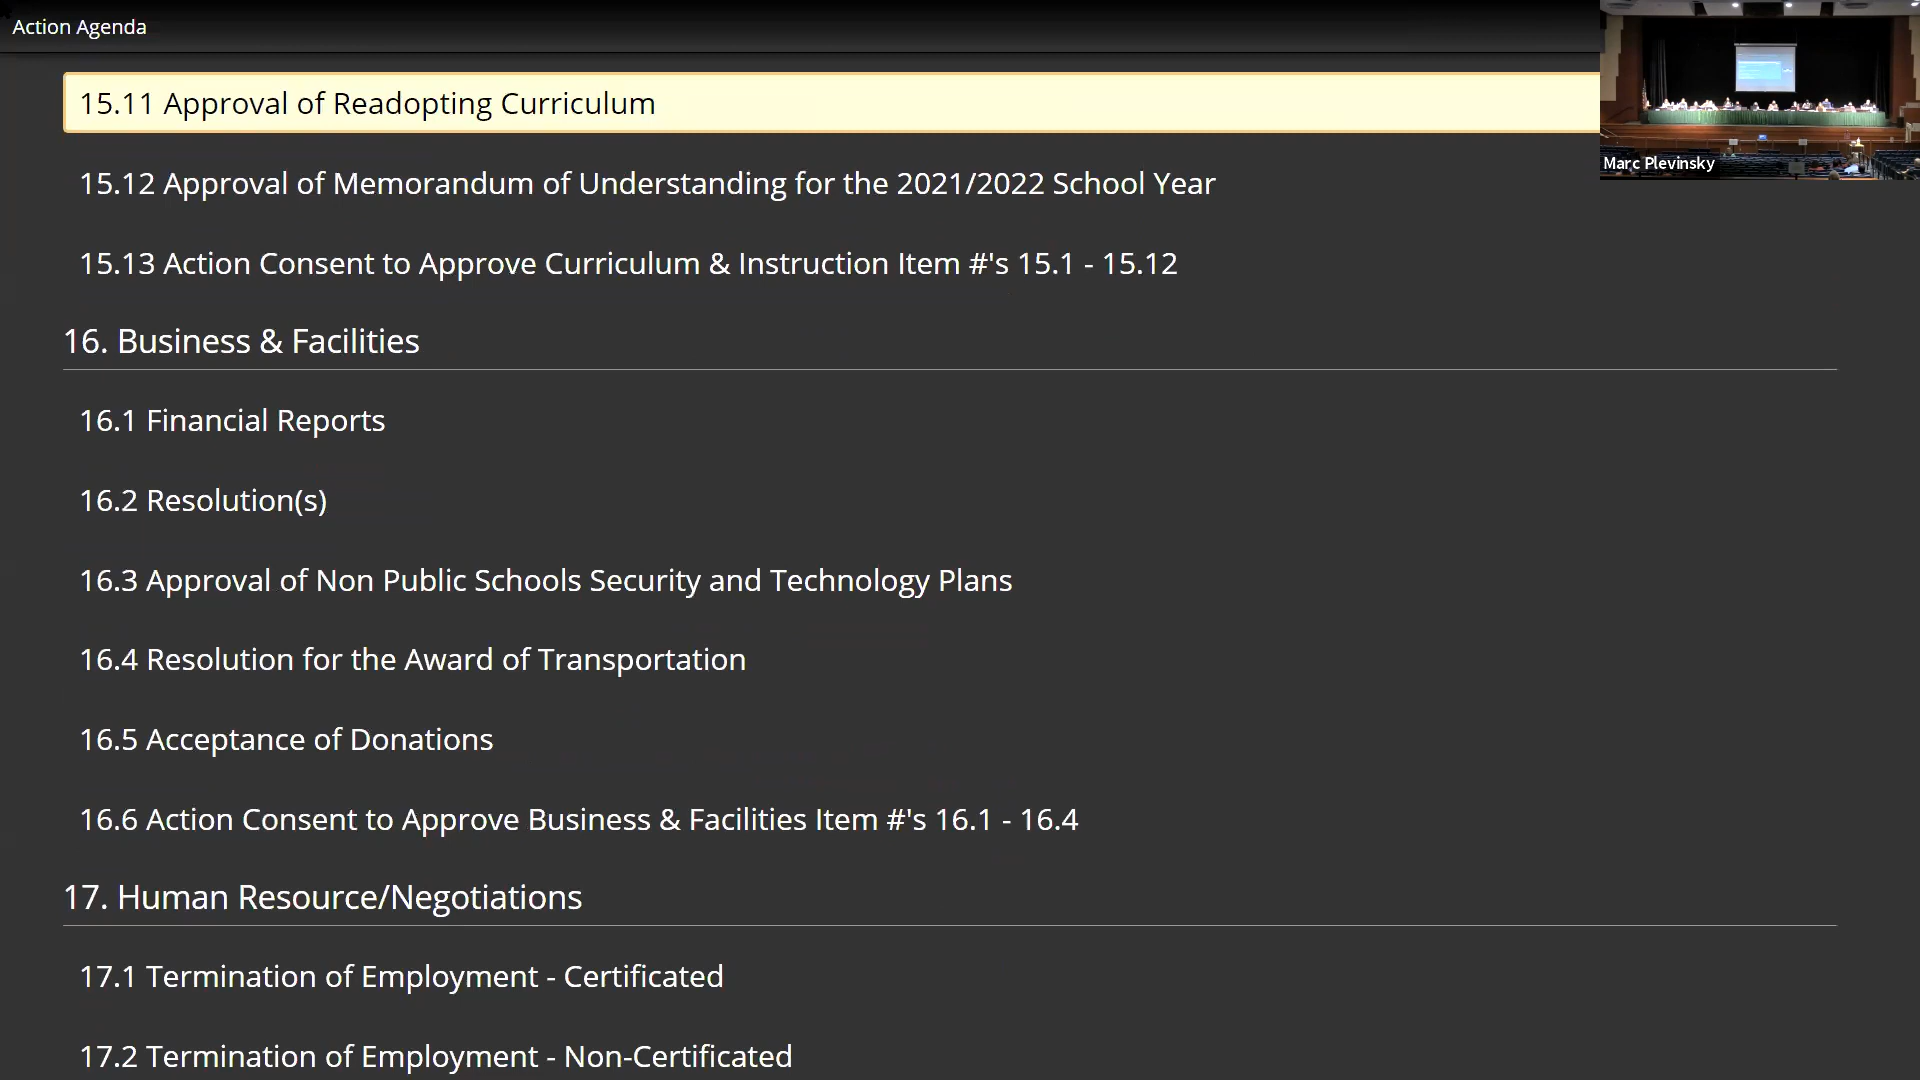 Action Agenda
15.11 Approval of Readopting Curriculum
Marc Plevinsky
15.12 Approval of Memorandum of Understanding for the 2021/2022 School Year
15.13 Action Consent to Approve Curriculum & Instruction Item #'s 15.1 - 15.12
16. Business & Facilities
16.1 Financial Reports
16.2 Resolution(s)
16.3 Approval of Non Public Schools Security and Technology Plans
16.4 Resolution for the Award of Transportation
16.5 Acceptance of Donations
16.6 Action Consent to Approve Business & Facilities Item #'s 16.1 - 16.4
17. Human Resource/Negotiations
17.1 Termination of Employment - Certificated
17.2 Termination of Employment - Non-Certificated